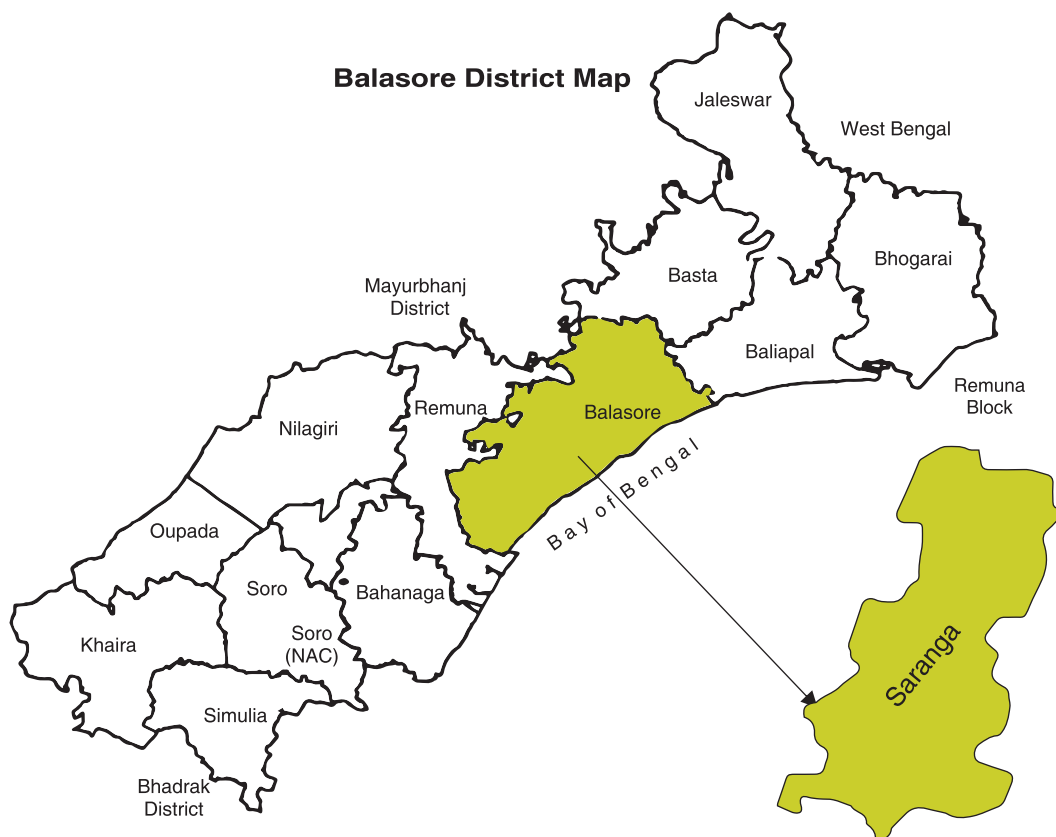 Balasore District Map
Jaleswar
West Bengal
Bhogarai
Basta
Mayurbhanj
District
Baliapal
Remuna
Block
Balasore
Remuna
Nilagiri
Bay of Bengal
Oupada
Soro
Bahanaga
Khaira
Soro
(NAC)
Saranga
Simulia
Bhadrak
District